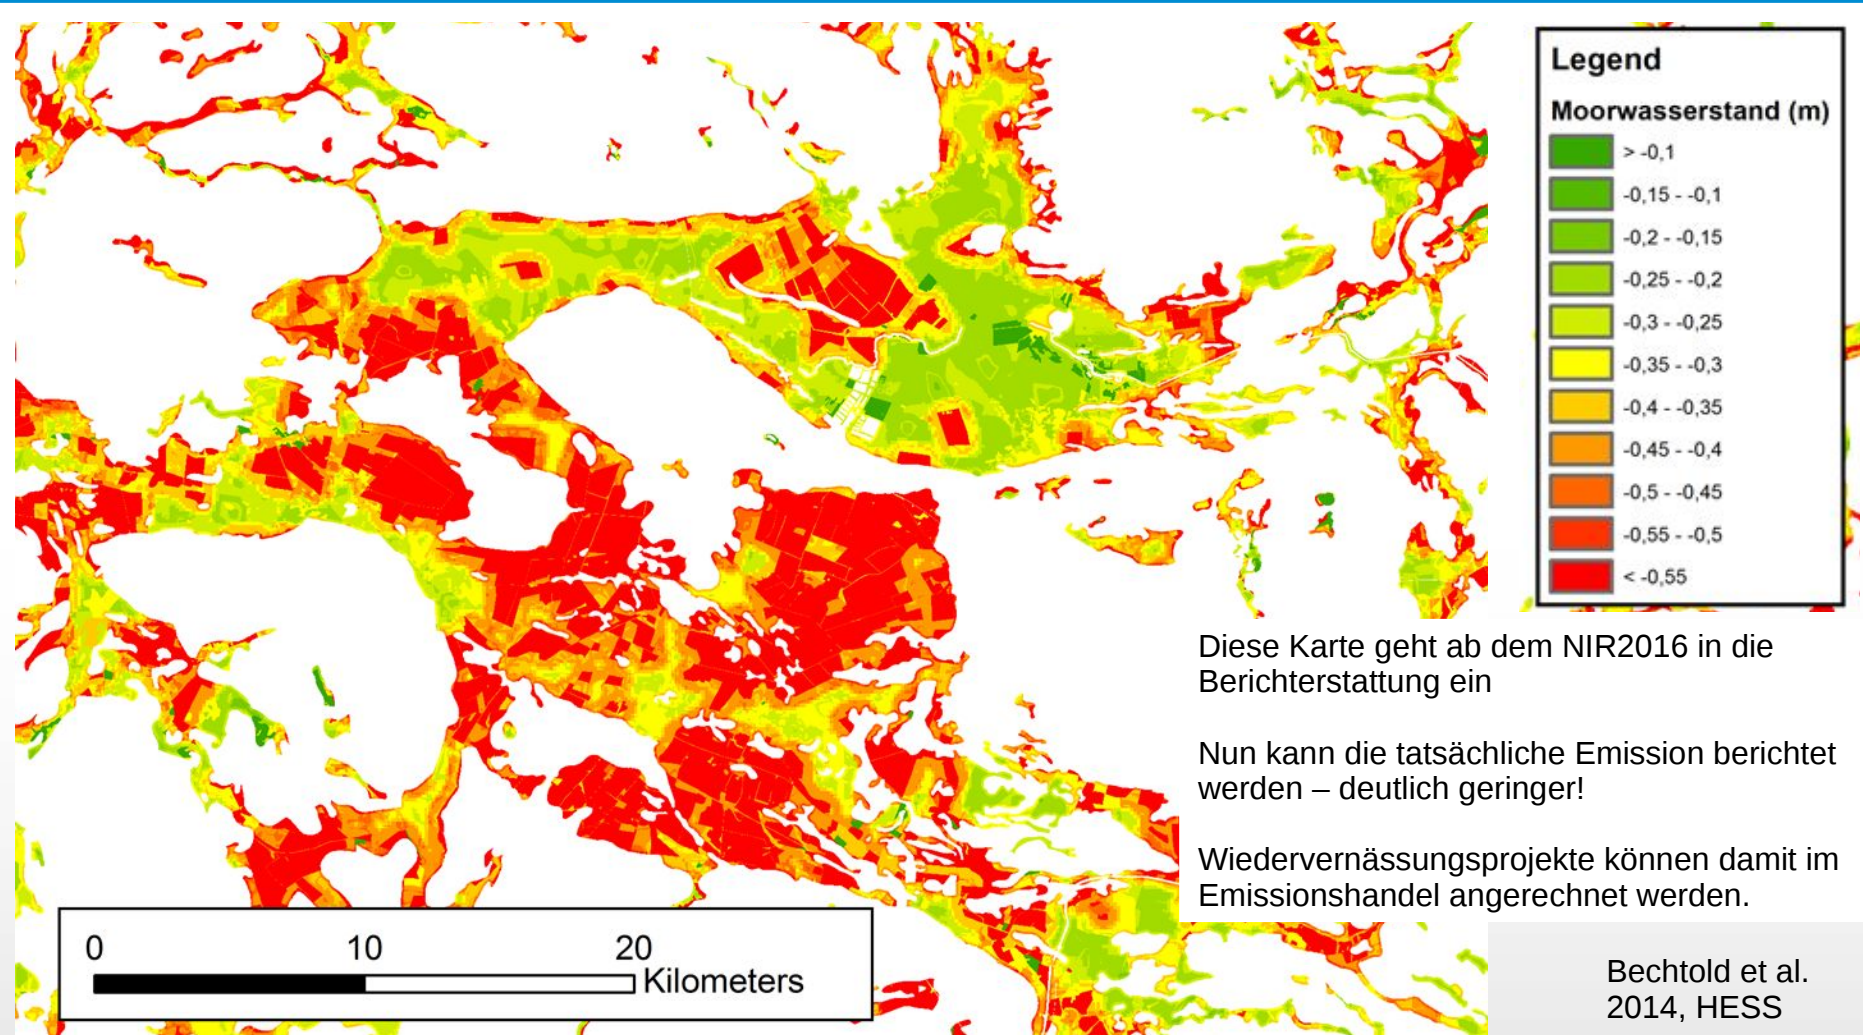 Legend
Moorwasserstand (m)
> -0,1
-0,15 - -0,1
-0,2 - -0,15
-0,25 - -0,2
-0,3 - -0,25
-0,35 - -0,3
-0,4 - -0,35
-0,45 - -0,4
-0,5 - -0,45
-0,55 - -0,5
< -0,55
Diese Karte geht ab dem NIR2016 in die
Berichterstattung ein
Nun kann die tatsächliche Emission berichtet
werden – deutlich geringer!
Wiedervernässungsprojekte können damit im
Emissionshandel angerechnet werden.
0 10 20
Kilometers
Bechtold et al.
2014, HESS